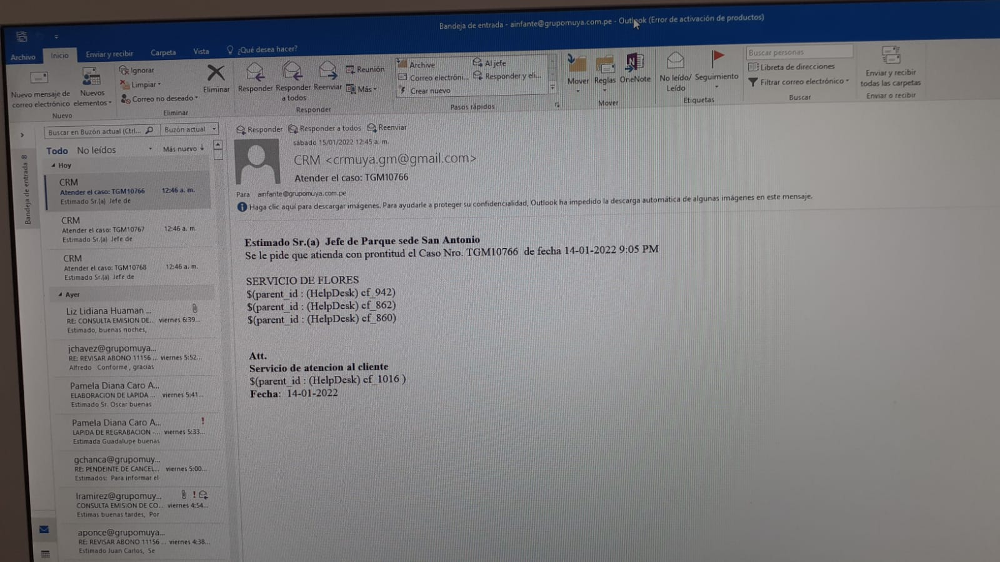 Bandeja de entrada - ainfante@grupomuya.com.pe - Outlook (Error de activación de productos)
Archivo
Inicio
Enviar y recibir
Carpeta
Vista
¿Qué desea hacer?
Nuevo mensaje de
correo electrónico
Nuevos
elementos
Nuevo
Ignorar
Limpiar
Correo no deseado
Eliminar
Eliminar
Responder
Responder
a todos
Reenviar
Reunión
Más
Responder
Archive
Correo electróni...
Crear nuevo
Al jefe
Responder y eli...
Pasos rápidos
Mover
Reglas
OneNote
Mover
No leído/
Leído
Seguimiento
Etiquetas
Buscar personas
Libreta de direcciones
Filtrar correo electrónico
Buscar
Enviar y recibir
todas las carpetas
Enviar o recibir
Bandeja de entrada 8
Buscar en Buzón actual (Ctrl...
Buzón actual
Todo No leídos
Más nuevo
Hoy
CRM
Atender el caso: TGM10766 12:46 a. m.
Estimado Sr.(a) Jefe de
CRM
Atender el caso: TGM10767 12:46 a. m.
Estimado Sr.(a) Jefe de
CRM
Atender el caso: TGM10768 12:46 a. m.
Estimado Sr.(a) Jefe de
Ayer
Liz Lidiana Huaman ...
RE: CONSULTA EMISION DE... viernes 6:39...
Estimado, buenas noches,
jchavez@grupomuya...
RE: REVISAR ABONO 11156 ... viernes 5:52...
Alfredo Conforme , gracias
Pamela Diana Caro A...
ELABORACION DE LAPIDA ... viernes 5:41...
Estimado Sr. Oscar buenas
Pamela Diana Caro A... !
LAPIDA DE REGRABACION -... viernes 5:33...
Estimada Guadalupe buenas
gchanca@grupomuy...
RE: PENDEINTE DE CANCEL... viernes 5:00...
Estimados: Para informar el
lramirez@grupomuy... !
CONSULTA EMISION DE CO... viernes 4:54...
Estimas buenas tardes, Por
aponce@grupomuya...
RE: REVISAR ABONO 11156 ... viernes 4:38...
Estimado Juan Carlos, Se
Responder Responder a todos Reenviar
sábado 15/01/2022 12:45 a. m.
CRM <crmuya.gm@gmail.com>
Atender el caso: TGM10766
Para ainfante@grupomuya.com.pe
Haga clic aquí para descargar imágenes. Para ayudarle a proteger su confidencialidad, Outlook ha impedido la descarga automática de algunas imágenes en este mensaje.
Estimado Sr.(a) Jefe de Parque sede San Antonio
Se le pide que atienda con prontitud el Caso Nro. TGM10766 de fecha 14-01-2022 9:05 PM
SERVICIO DE FLORES
$(parent_id : (HelpDesk) cf_942)
$(parent_id : (HelpDesk) cf_862)
$(parent_id : (HelpDesk) cf_860)
Att.
Servicio de atencion al cliente
$(parent_id : (HelpDesk) cf_1016 )
Fecha: 14-01-2022